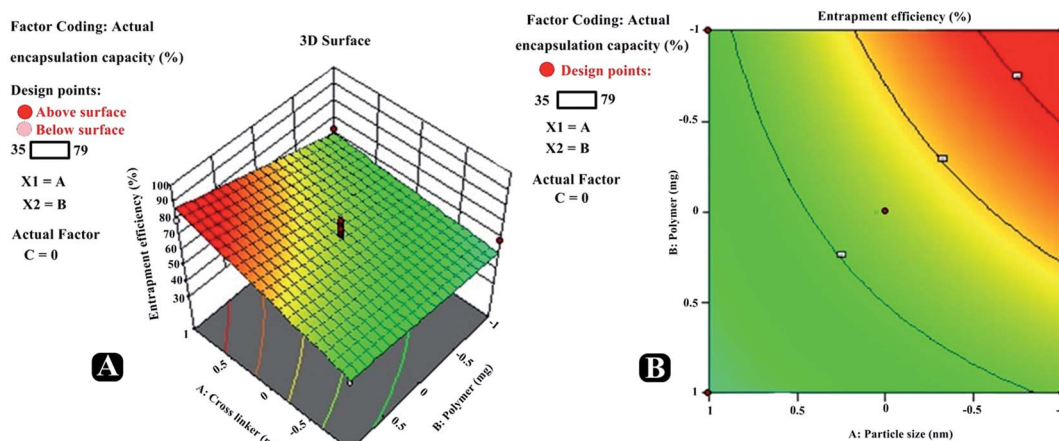 Factor Coding: Actual
encapsulation capacity (%)
Design points:
Above surface
Below surface
35 79
X1 = A
X2 = B
Actual Factor
C = 0
3D Surface
Entrapment efficiency (%)
100
90
80
70
60
50
40
30
1
0.5
0
-0.5
A: Cross linker
-1
-0.5
0
0.5
B: Polymer (mg)
A
Factor Coding: Actual
encapsulation capacity (%)
Design points:
35 79
X1 = A
X2 = B
Actual Factor
C = 0
B
Entrapment efficiency (%)
-1
-0.5
0
0.5
1
B: Polymer (mg)
1
0.5
0
-0.5
-1
A: Particle size (nm)